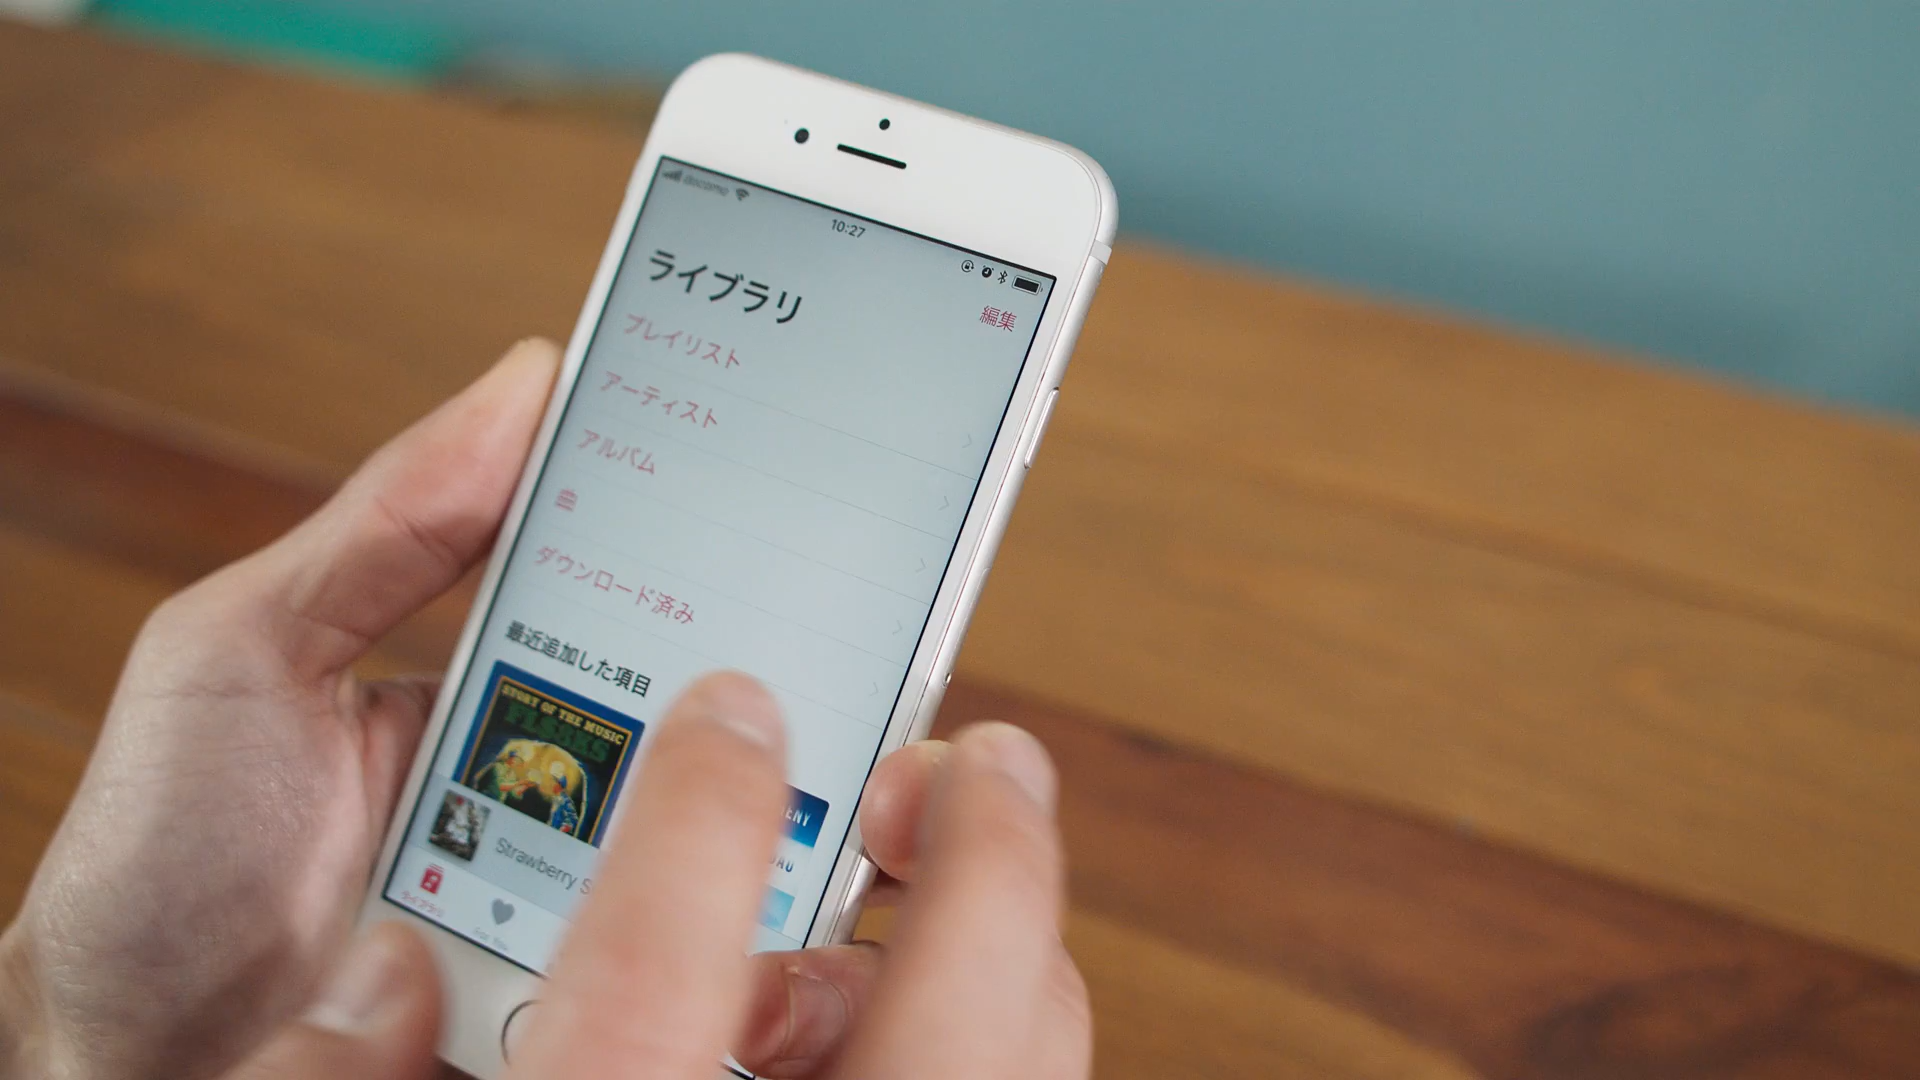 docomo
10:27
ライブラリ
編集
プレイリスト
アーティスト
アルバム
曲
ダウンロード済み
最近追加した項目
STORY OF THE MUSIC
ENY
Strawberry S
ライブラリ
For You